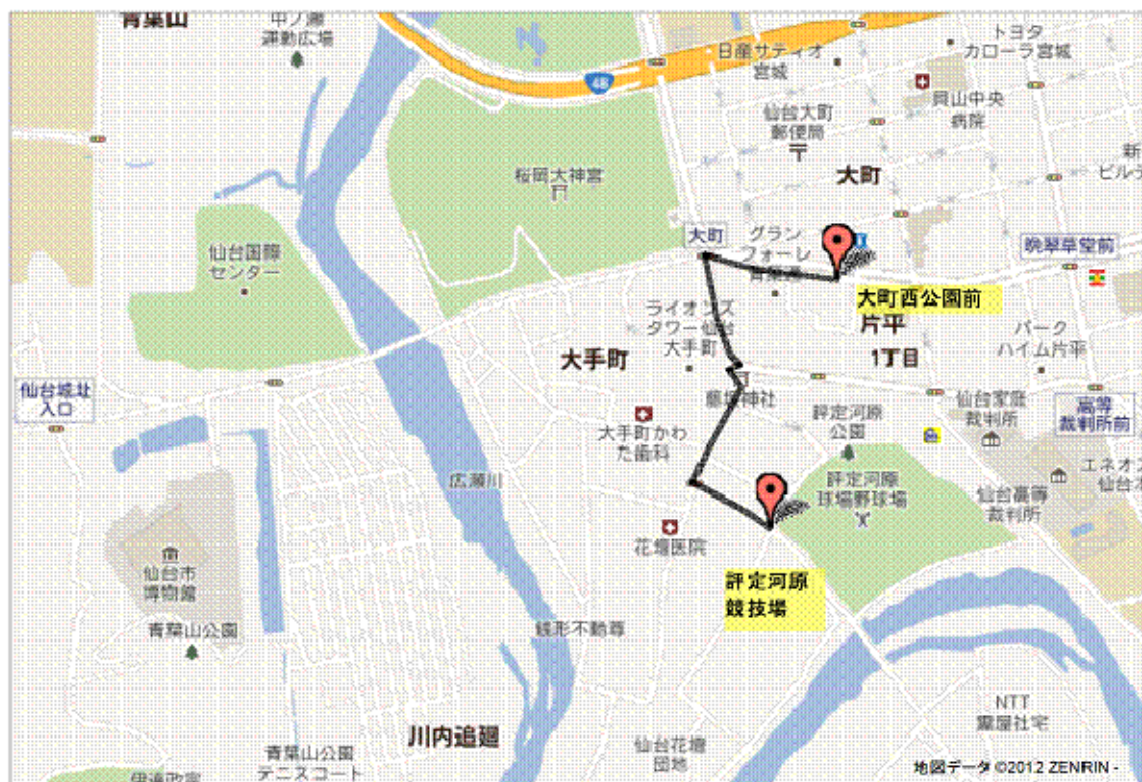 青葉山
中ノ瀬
運動広場
48
日産サティオ
宮城
トヨタ
カローラ宮城
仙台大町
郵便局
岡山中央
病院
新
ビルデ
桜岡大神宮
大町
大町
グラン
フォーレ
晩翠草堂前
仙台国際
センター
大町西公園前
片平
1丁目
ライオンズ
タワー仙台
大手町
パーク
ハイム片平
大手町
仙台城址
入口
仙台家庭
裁判所
高等
裁判所前
評定河原
公園
大手町かわ
た歯科
広瀬川
評定河原
球場野球場
エネオス
仙台高等
裁判所
花壇医院
仙台市
博物館
評定河原
競技場
青葉山公園
川内追廻
仙台花壇
団地
NTT
霊屋社宅
青葉山公園
テニスコート
地図データ ©2012 ZENRIN -